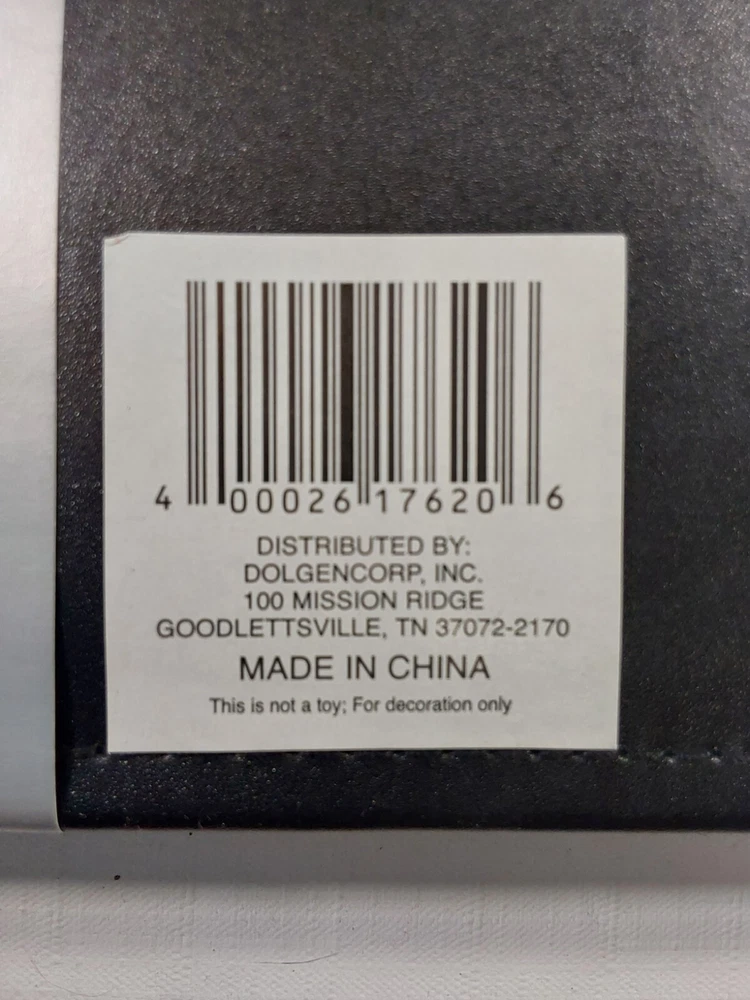 4 00026 17620 6
DISTRIBUTED BY:
DOLGENCORP, INC.
100 MISSION RIDGE
GOODLETTSVILLE, TN 37072-2170
MADE IN CHINA
This is not a toy; For decoration only